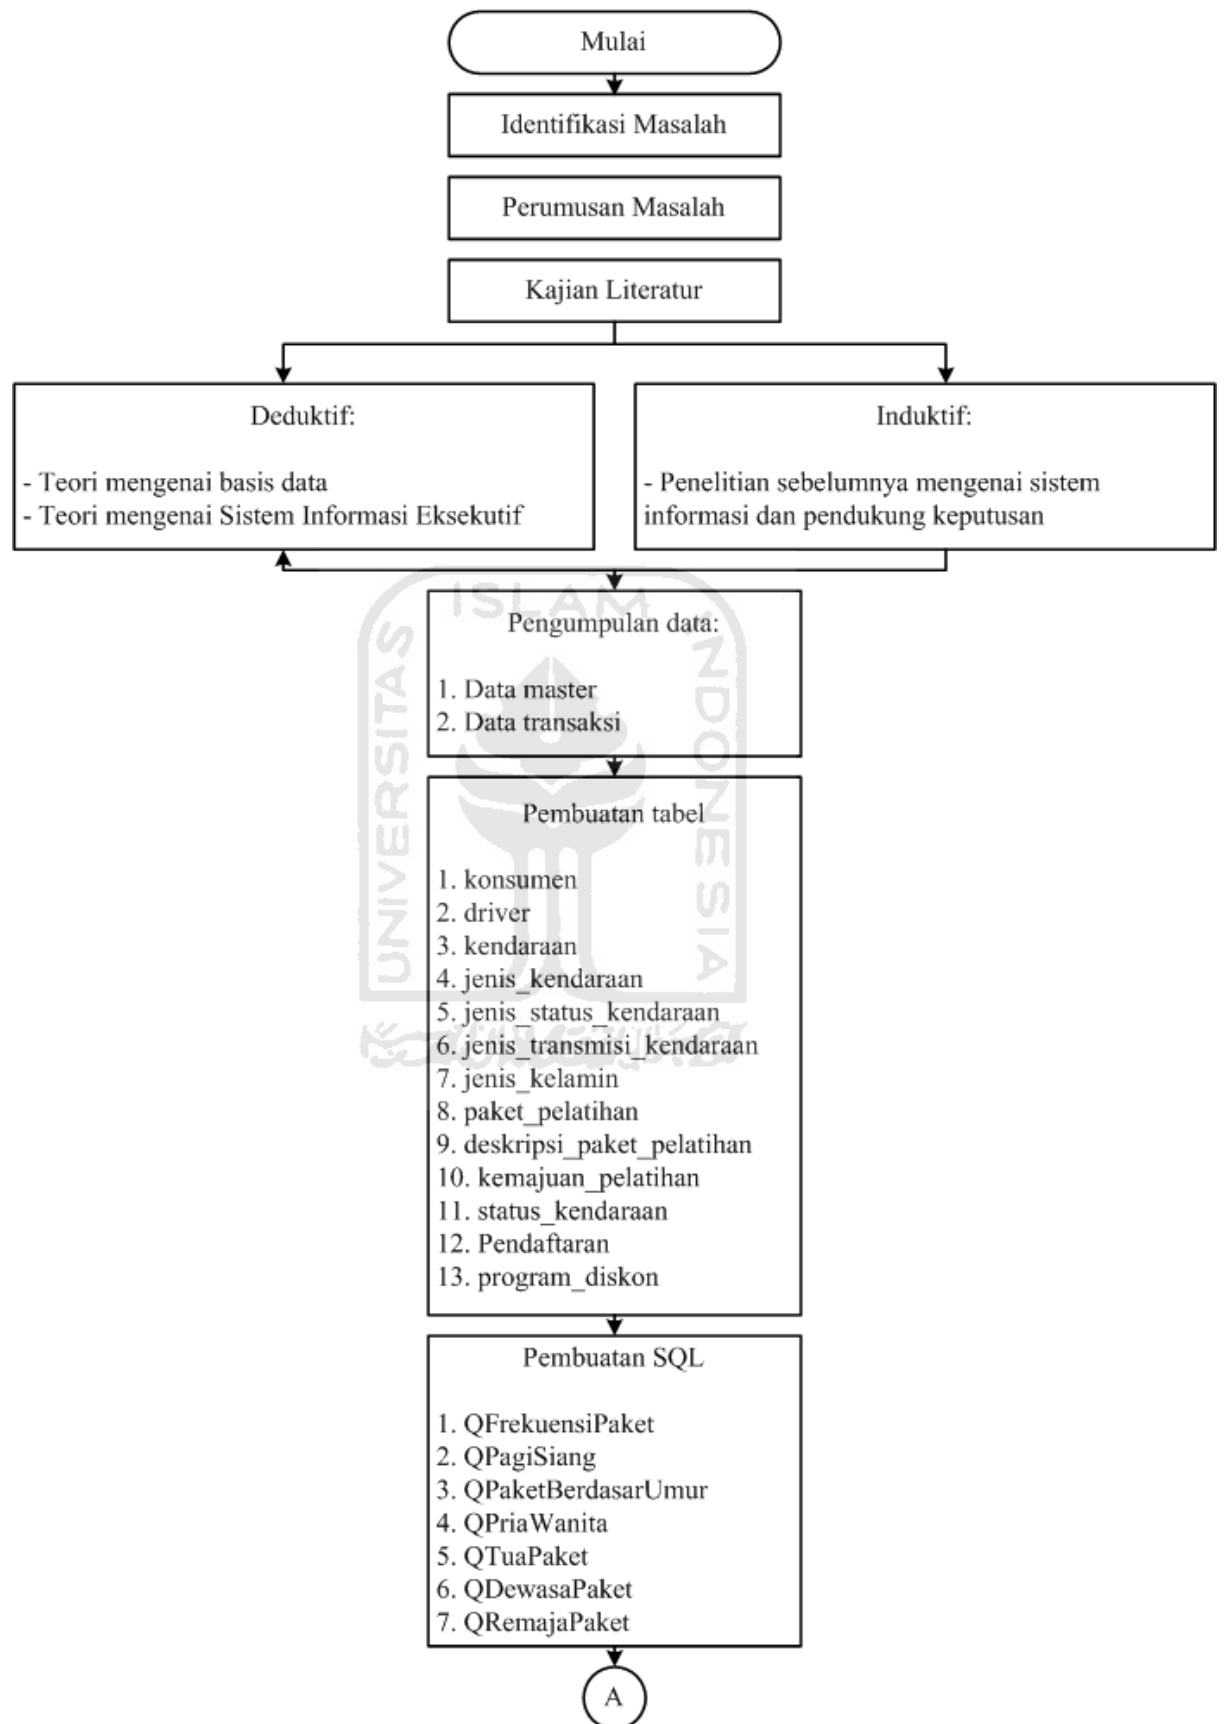 Mulai
Identifikasi Masalah
Perumusan Masalah
Kajian Literatur
Deduktif:
- Teori mengenai basis data
- Teori mengenai Sistem Informasi Eksekutif
Induktif:
- Penelitian sebelumnya mengenai sistem
informasi dan pendukung keputusan
UNIVERSITAS ISLAM INDONESIA
Pengumpulan data:
1. Data master
2. Data transaksi
Pembuatan tabel
1. konsumen
2. driver
3. kendaraan
4. jenis_kendaraan
5. jenis_status_kendaraan
6. jenis_transmisi_kendaraan
7. jenis_kelamin
8. paket_pelatihan
9. deskripsi_paket_pelatihan
10. kemajuan_pelatihan
11. status_kendaraan
12. Pendaftaran
13. program_diskon
Pembuatan SQL
1. QFrekuensiPaket
2. QPagiSiang
3. QPaketBerdasarUmur
4. QPriaWanita
5. QTuaPaket
6. QDewasaPaket
7. QRemajaPaket
A